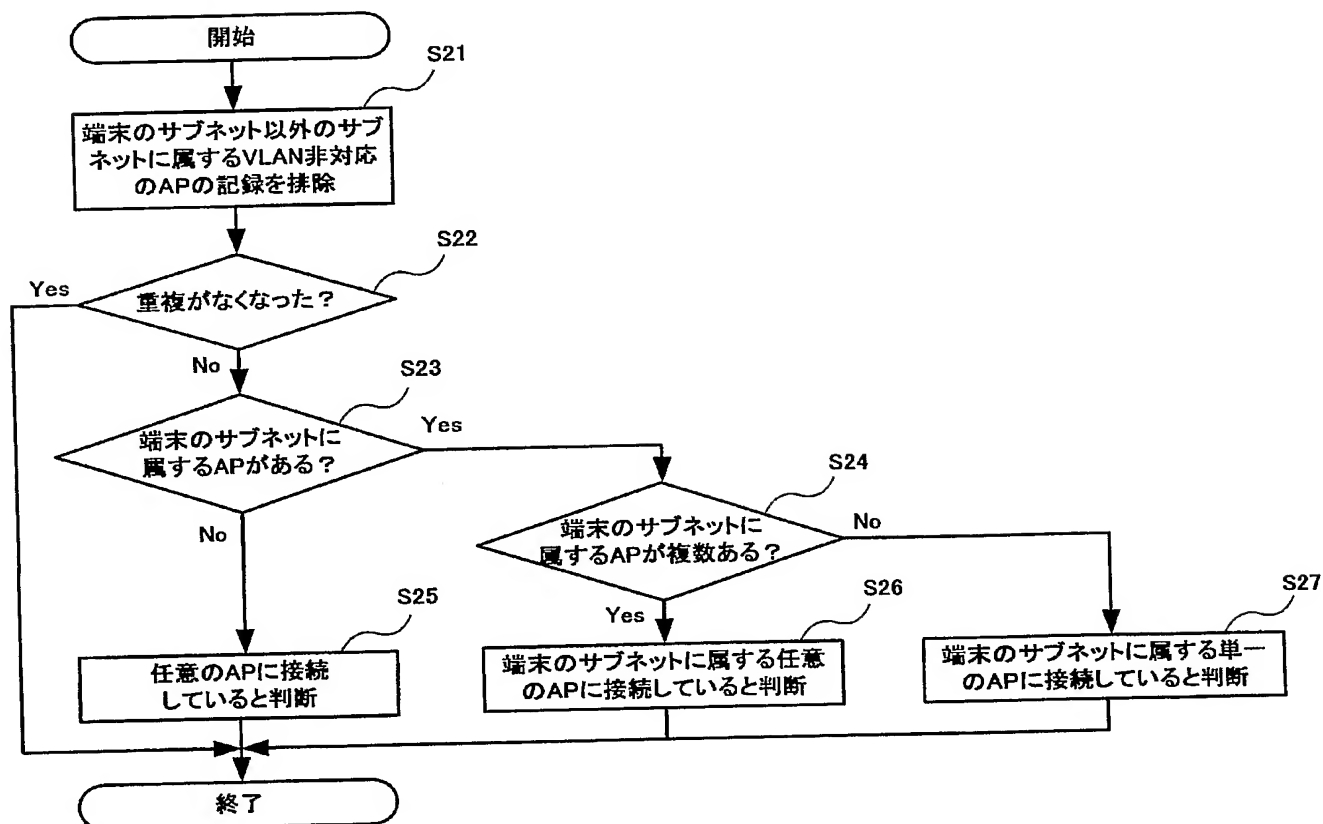 開始
S21
端末のサブネット以外のサブ
ネットに属するVLAN非対応
のAPの記録を排除
S22
Yes
重複がなくなった？
No
S23
端末のサブネットに
属するAPがある？
Yes
S24
No
端末のサブネットに
属するAPが複数ある？
No
S25
Yes
S26
S27
任意のAPに接続
していると判断
端末のサブネットに属する任意
のAPに接続していると判断
端末のサブネットに属する単一
のAPに接続していると判断
終了